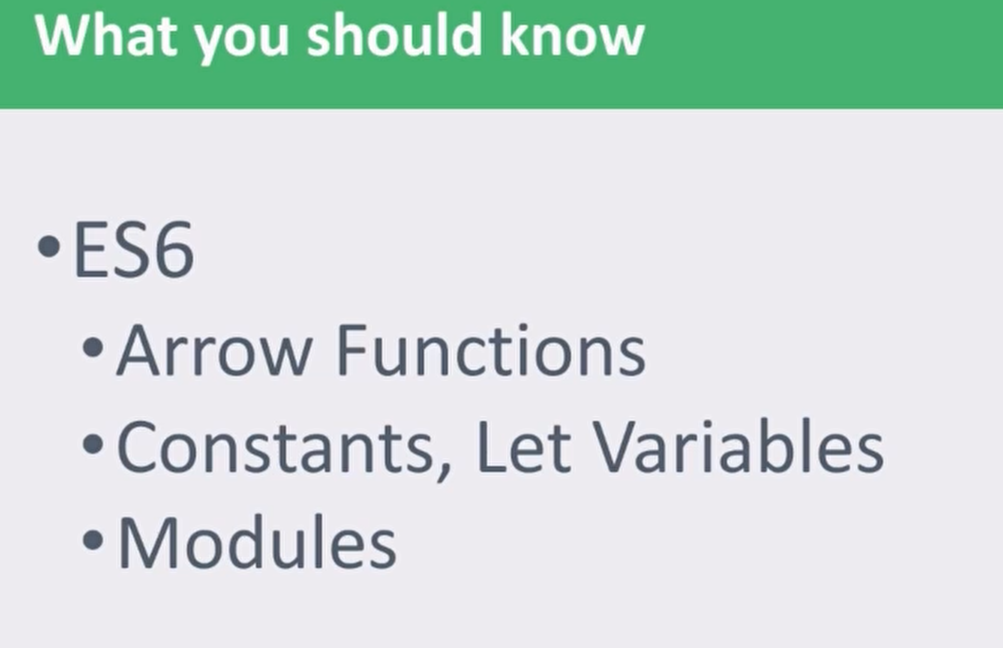 What you should know
•ES6
•Arrow Functions
•Constants, Let Variables
•Modules